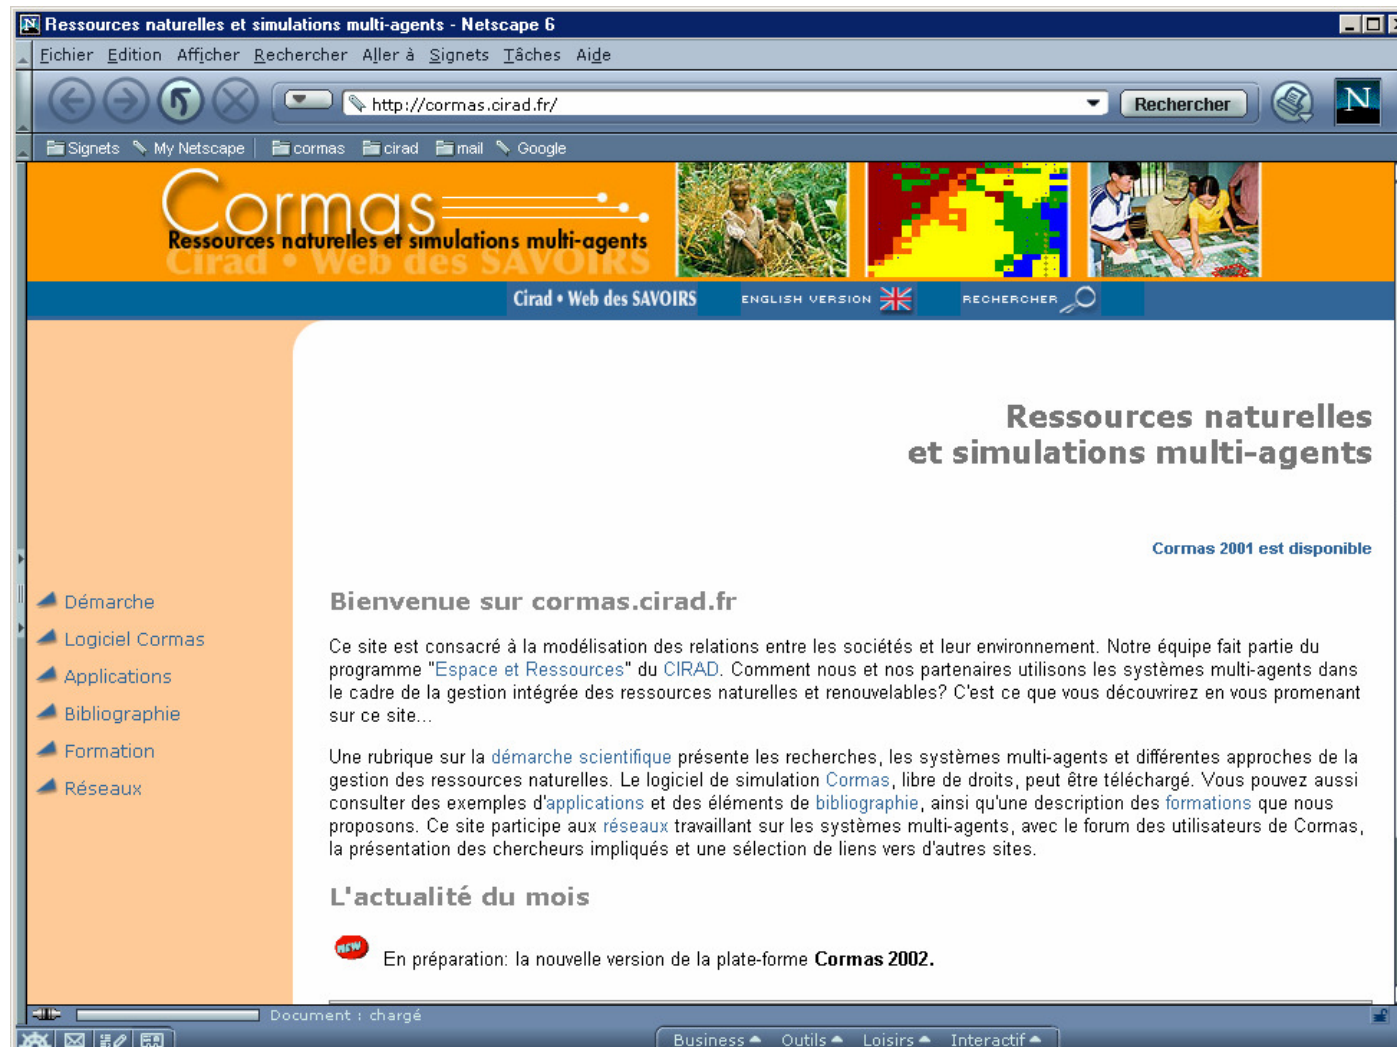 Ressources naturelles et simulations multi-agents - Netscape 6
Fichier Edition Afficher Rechercher Aller à Signets Tâches Aide
http://cormas.cirad.fr/
Rechercher
N
Signets My Netscape cormas cirad mail Google
Cormas
Ressources naturelles et simulations multi-agents
Cirad • Web des SAVOIRS
Cirad • Web des SAVOIRS ENGLISH VERSION RECHERCHER
Ressources naturelles
et simulations multi-agents
Cormas 2001 est disponible
Démarche
Logiciel Cormas
Applications
Bibliographie
Formation
Réseaux
Bienvenue sur cormas.cirad.fr
Ce site est consacré à la modélisation des relations entre les sociétés et leur environnement. Notre équipe fait partie du
programme "Espace et Ressources" du CIRAD. Comment nous et nos partenaires utilisons les systèmes multi-agents dans
le cadre de la gestion intégrée des ressources naturelles et renouvelables? C'est ce que vous découvrirez en vous promenant
sur ce site...
Une rubrique sur la démarche scientifique présente les recherches, les systèmes multi-agents et différentes approches de la
gestion des ressources naturelles. Le logiciel de simulation Cormas, libre de droits, peut être téléchargé. Vous pouvez aussi
consulter des exemples d'applications et des éléments de bibliographie, ainsi qu'une description des formations que nous
proposons. Ce site participe aux réseaux travaillant sur les systèmes multi-agents, avec le forum des utilisateurs de Cormas,
la présentation des chercheurs impliqués et une sélection de liens vers d'autres sites.
L'actualité du mois
NEW
En préparation: la nouvelle version de la plate-forme Cormas 2002.
Document : chargé
Business Outils Loisirs Interactif